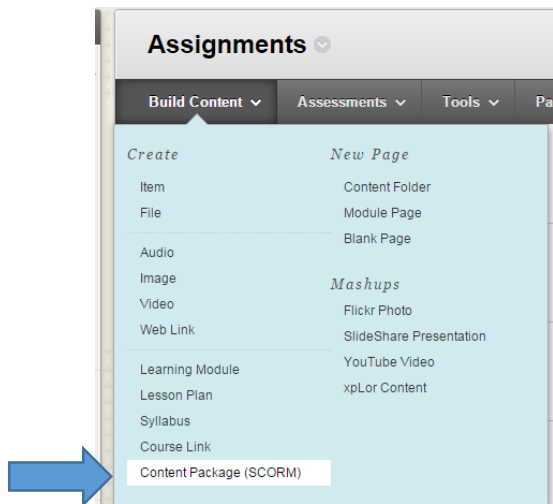 Assignments
Build Content
Assessments
Tools
Pa
Create
Item
File
Audio
Image
Video
Web Link
Learning Module
Lesson Plan
Syllabus
Course Link
Content Package (SCORM)
New Page
Content Folder
Module Page
Blank Page
Mashups
Flickr Photo
SlideShare Presentation
YouTube Video
xpLor Content